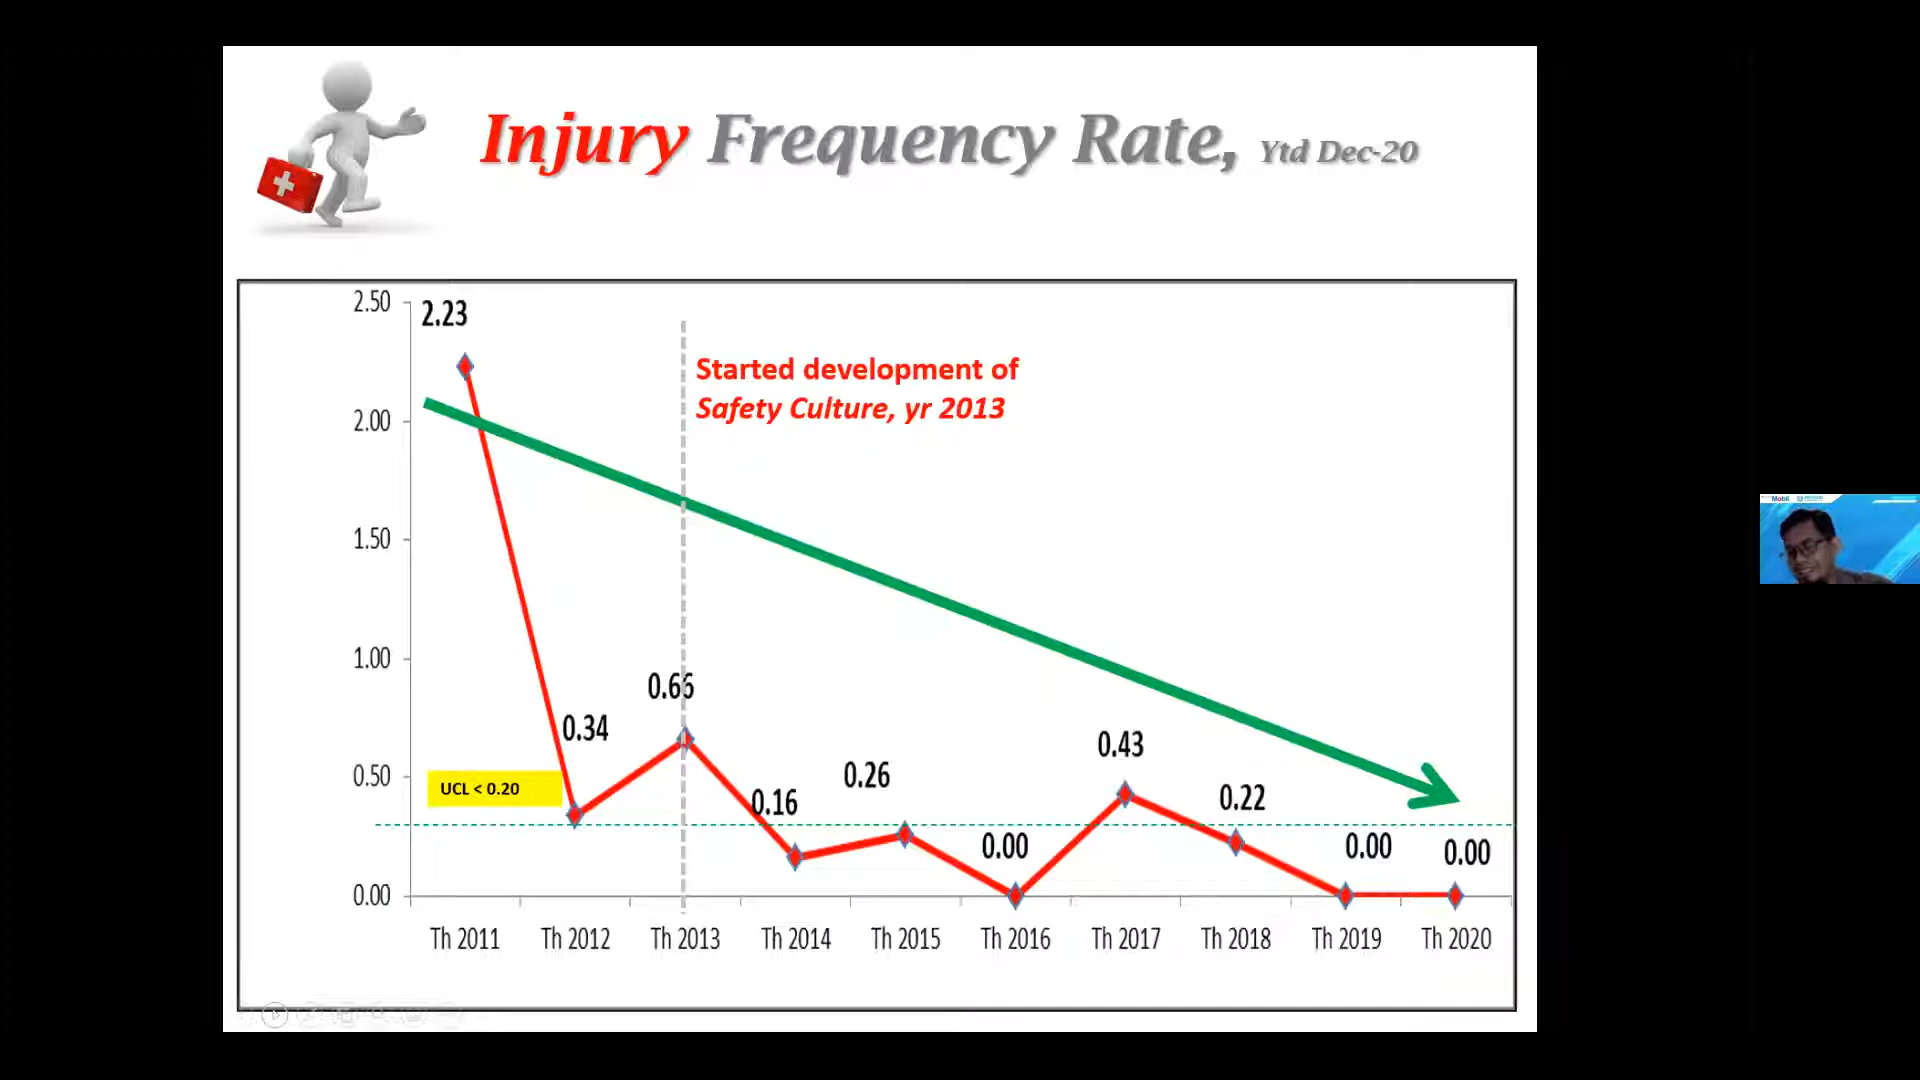 Injury Frequency Rate, Ytd Dec-20
2.50
2.23
Started development of
Safety Culture, yr 2013
2.00
1.50
1.00
0.66
0.34
0.43
0.26
0.22
0.16
0.50
UCL < 0.20
0.00
0.00
0.00
0.00
Th 2011 Th 2012 Th 2013 Th 2014 Th 2015 Th 2016 Th 2017 Th 2018 Th 2019 Th 2020
Mobil